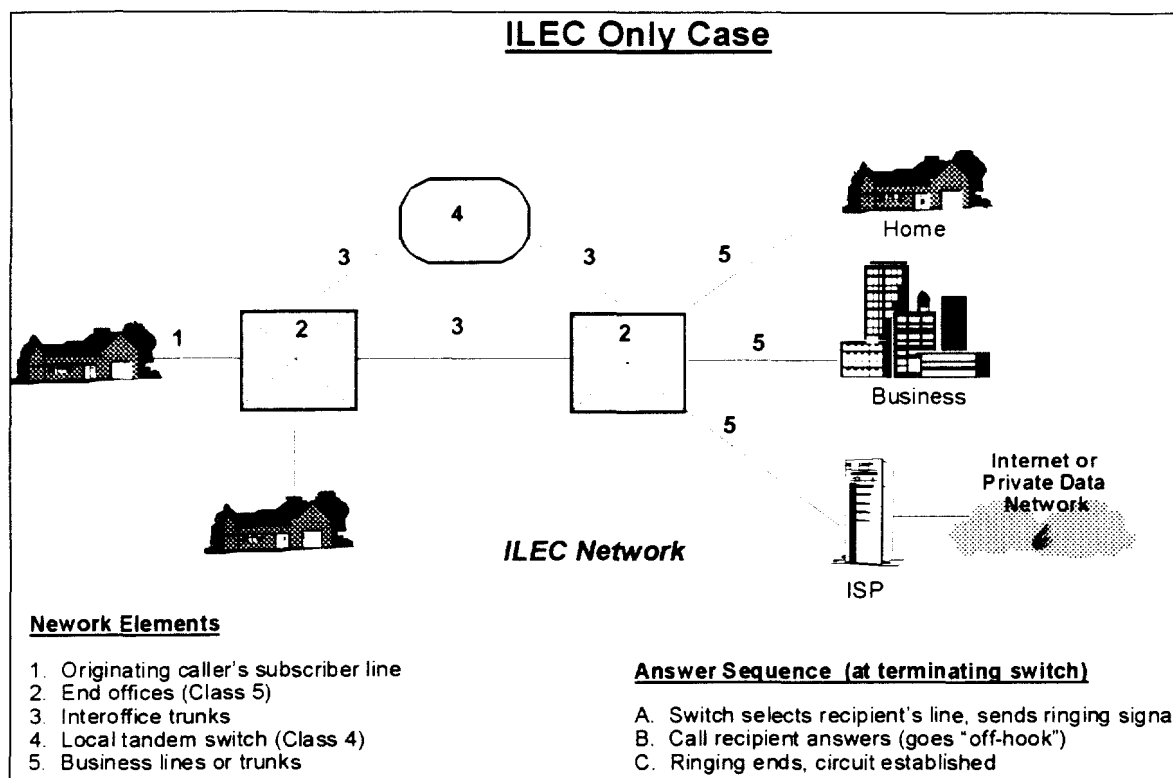 ILEC Only Case
4
3
3
5
Home
1
2
3
2
5
Business
5
Internet or
Private Data
Network
ILEC Network
ISP
Nework Elements
1. Originating caller's subscriber line
2. End offices (Class 5)
3. Interoffice trunks
4. Local tandem switch (Class 4)
5. Business lines or trunks
Answer Sequence (at terminating switch)
A. Switch selects recipient's line, sends ringing signa
B. Call recipient answers (goes "off-hook")
C. Ringing ends, circuit established